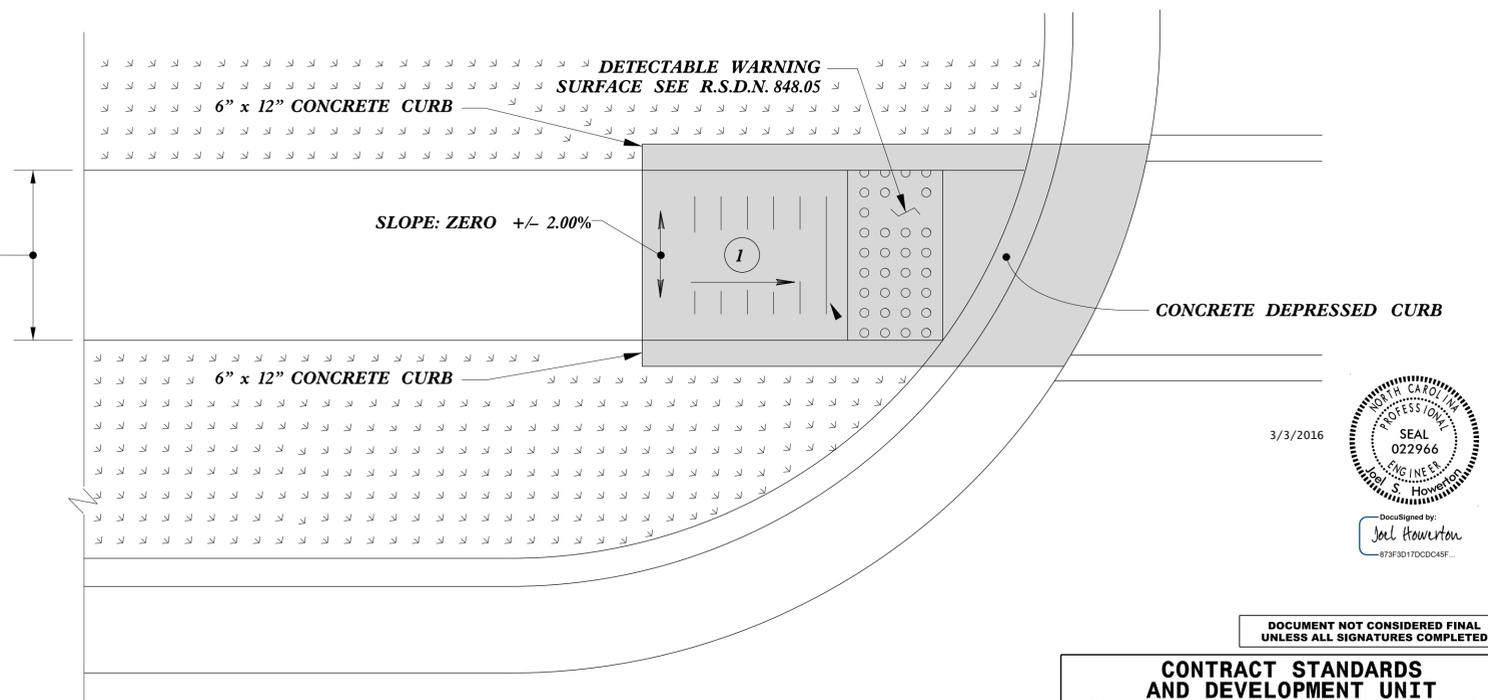 DETECTABLE WARNING
SURFACE SEE R.S.D.N. 848.05
6” x 12” CONCRETE CURB
SLOPE: ZERO +/– 2.00%
1
CONCRETE DEPRESSED CURB
6” x 12” CONCRETE CURB
3/3/2016
NORTH CAROLINA
PROFESSIONAL
SEAL
022966
ENGINEER
Joel S. Howerton
DocuSigned by:
Joel Howerton
873F3D17DCDC45F...
DOCUMENT NOT CONSIDERED FINAL
UNLESS ALL SIGNATURES COMPLETED
CONTRACT STANDARDS
AND DEVELOPMENT UNIT